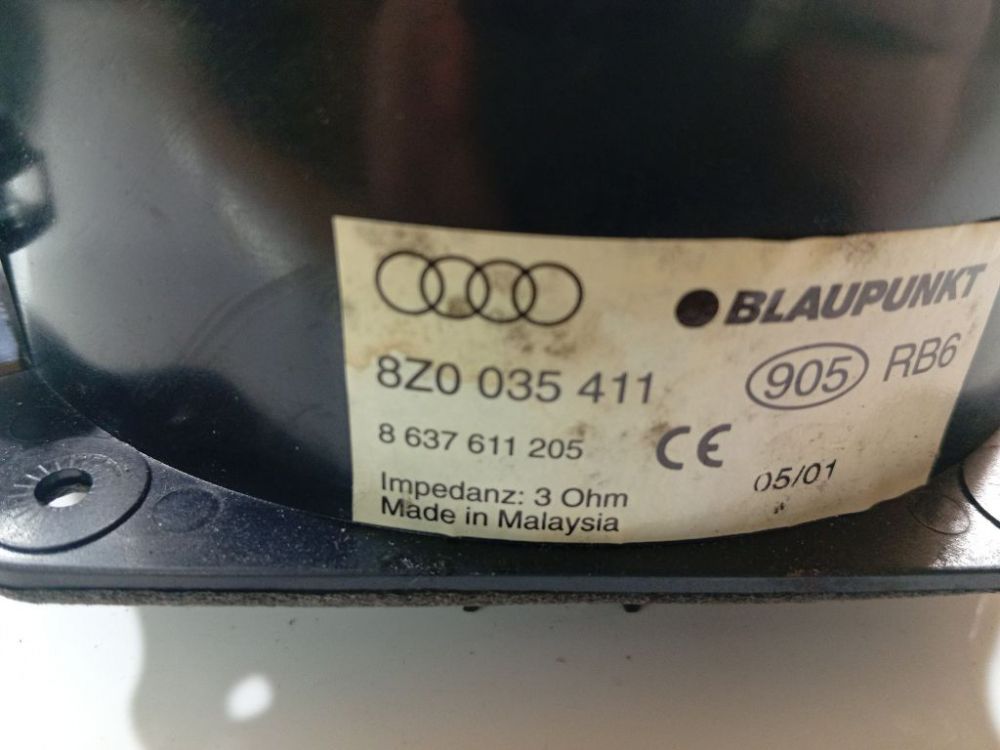 BLAUPUNKT
8Z0 035 411
905 RB6
8 637 611 205
CE
Impedanz: 3 Ohm
05/01
Made in Malaysia